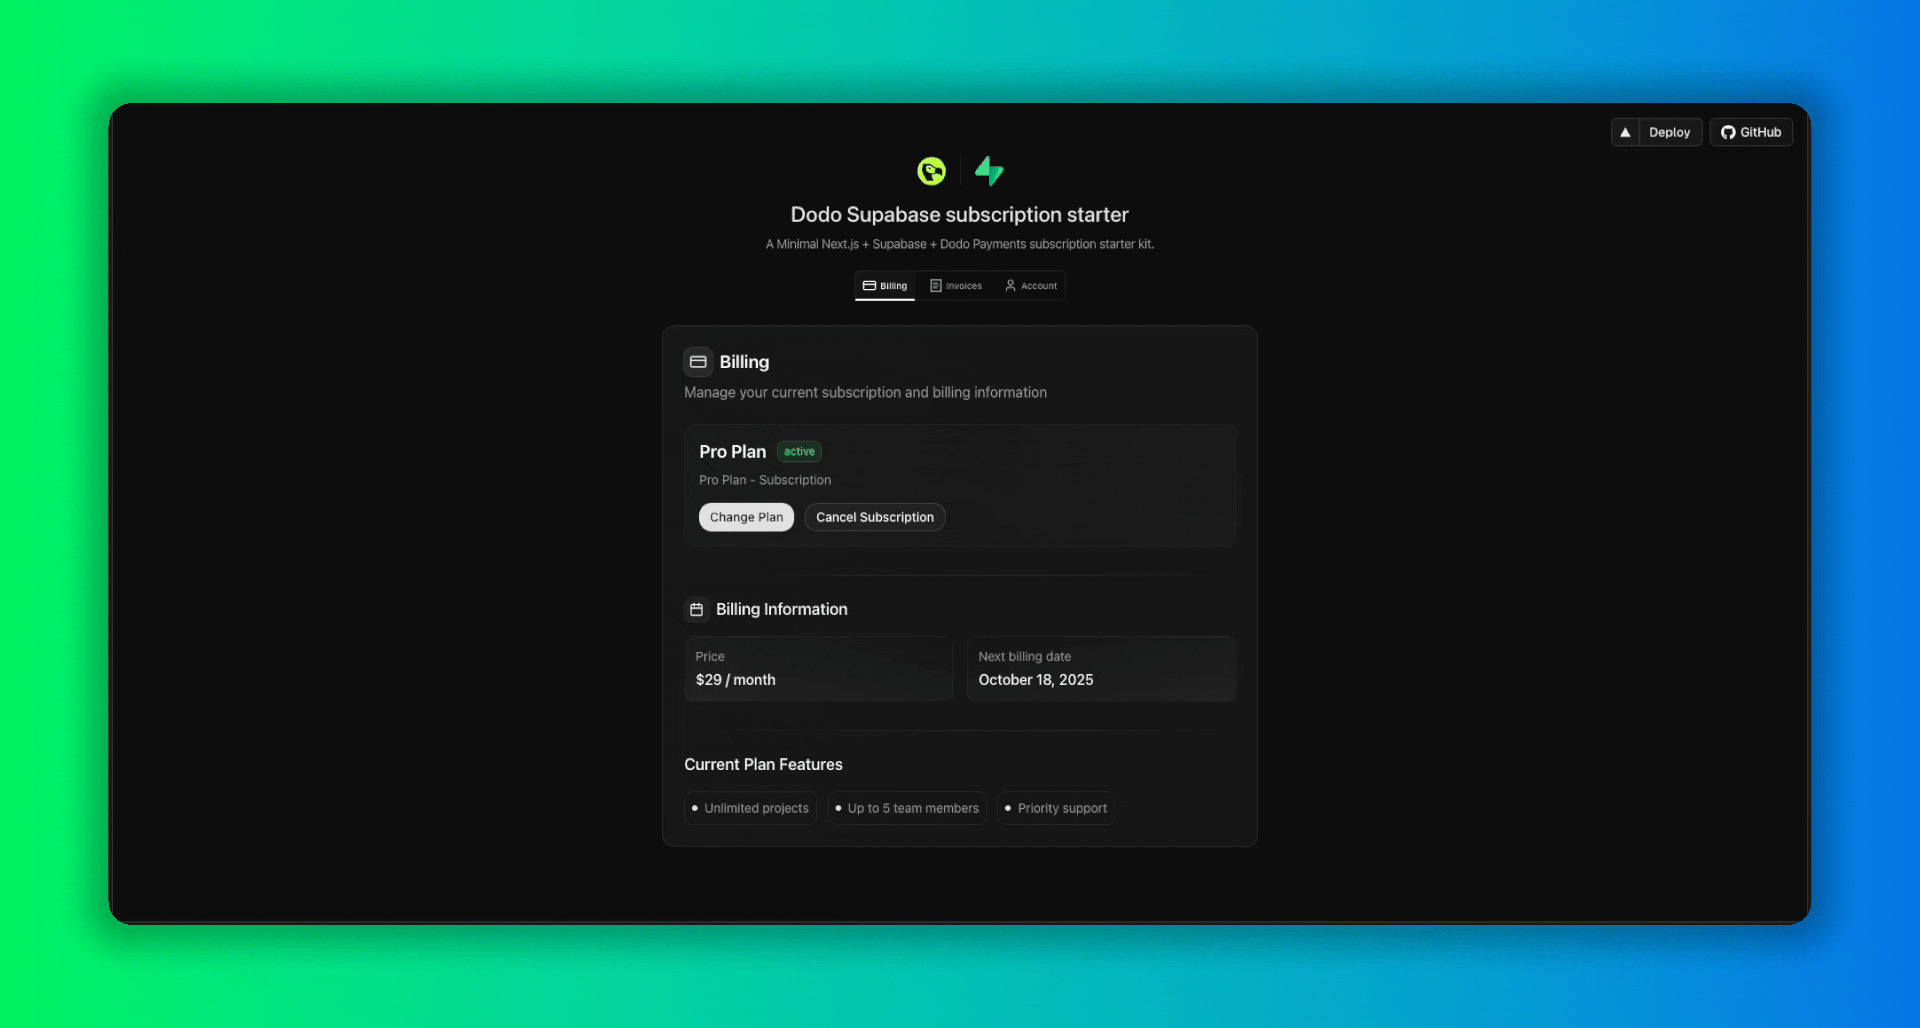 Deploy
GitHub
Dodo Supabase subscription starter
A Minimal Next.js + Supabase + Dodo Payments subscription starter kit.
Billing
Invoices
Account
Billing
Manage your current subscription and billing information
Pro Plan
active
Pro Plan - Subscription
Change Plan
Cancel Subscription
Billing Information
Price
$29 / month
Next billing date
October 18, 2025
Current Plan Features
Unlimited projects
Up to 5 team members
Priority support